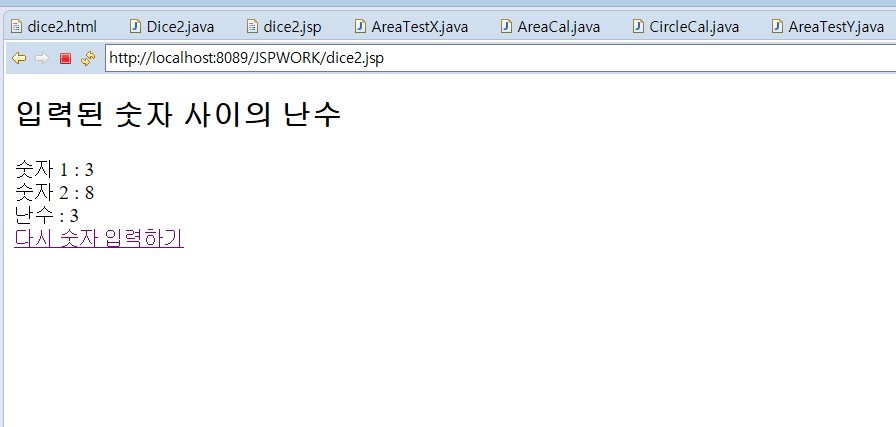 dice2.html Dice2.java dice2.jsp AreaTestX.java AreaCal.java CircleCal.java AreaTestY.java
http://localhost:8089/JSPWORK/dice2.jsp
입력된 숫자 사이의 난수
숫자 1 : 3
숫자 2 : 8
난수 : 3
다시 숫자 입력하기